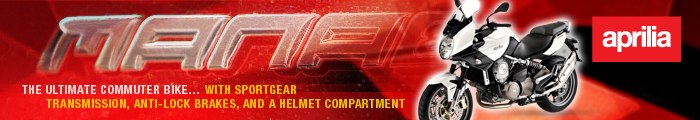 MANA
aprilia
THE ULTIMATE COMMUTER BIKE... WITH SPORTGEAR
TRANSMISSION, ANTI-LOCK BRAKES, AND A HELMET COMPARTMENT